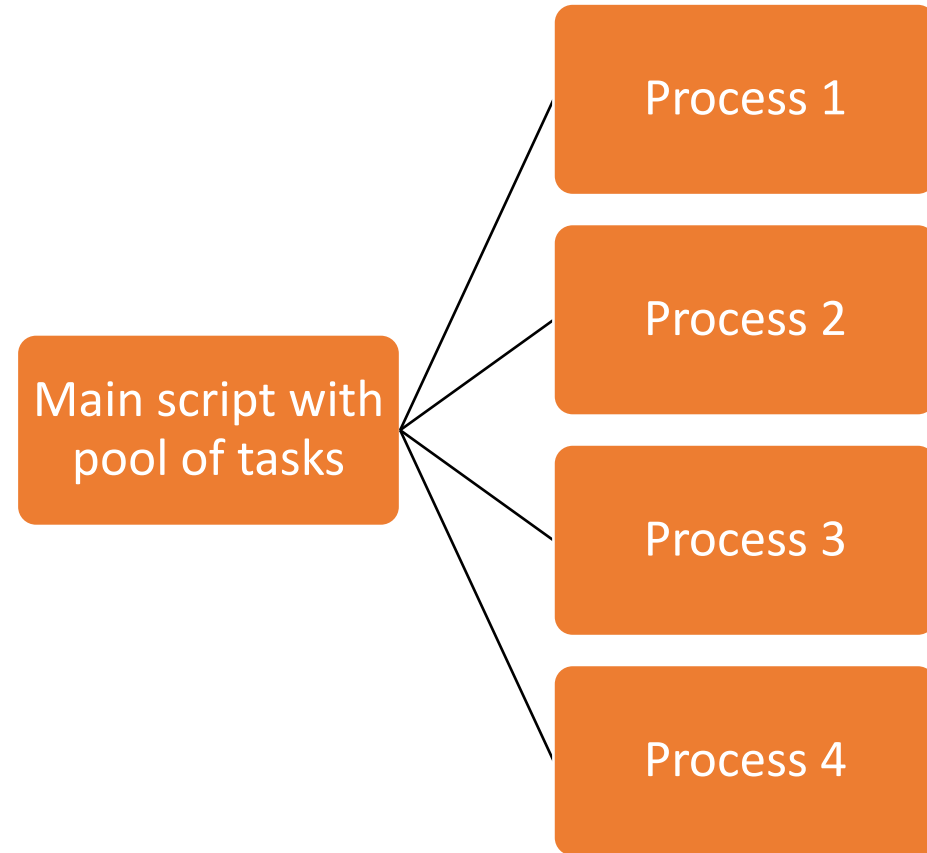 Process 1
Process 2
Main script with
pool of tasks
Process 3
Process 4